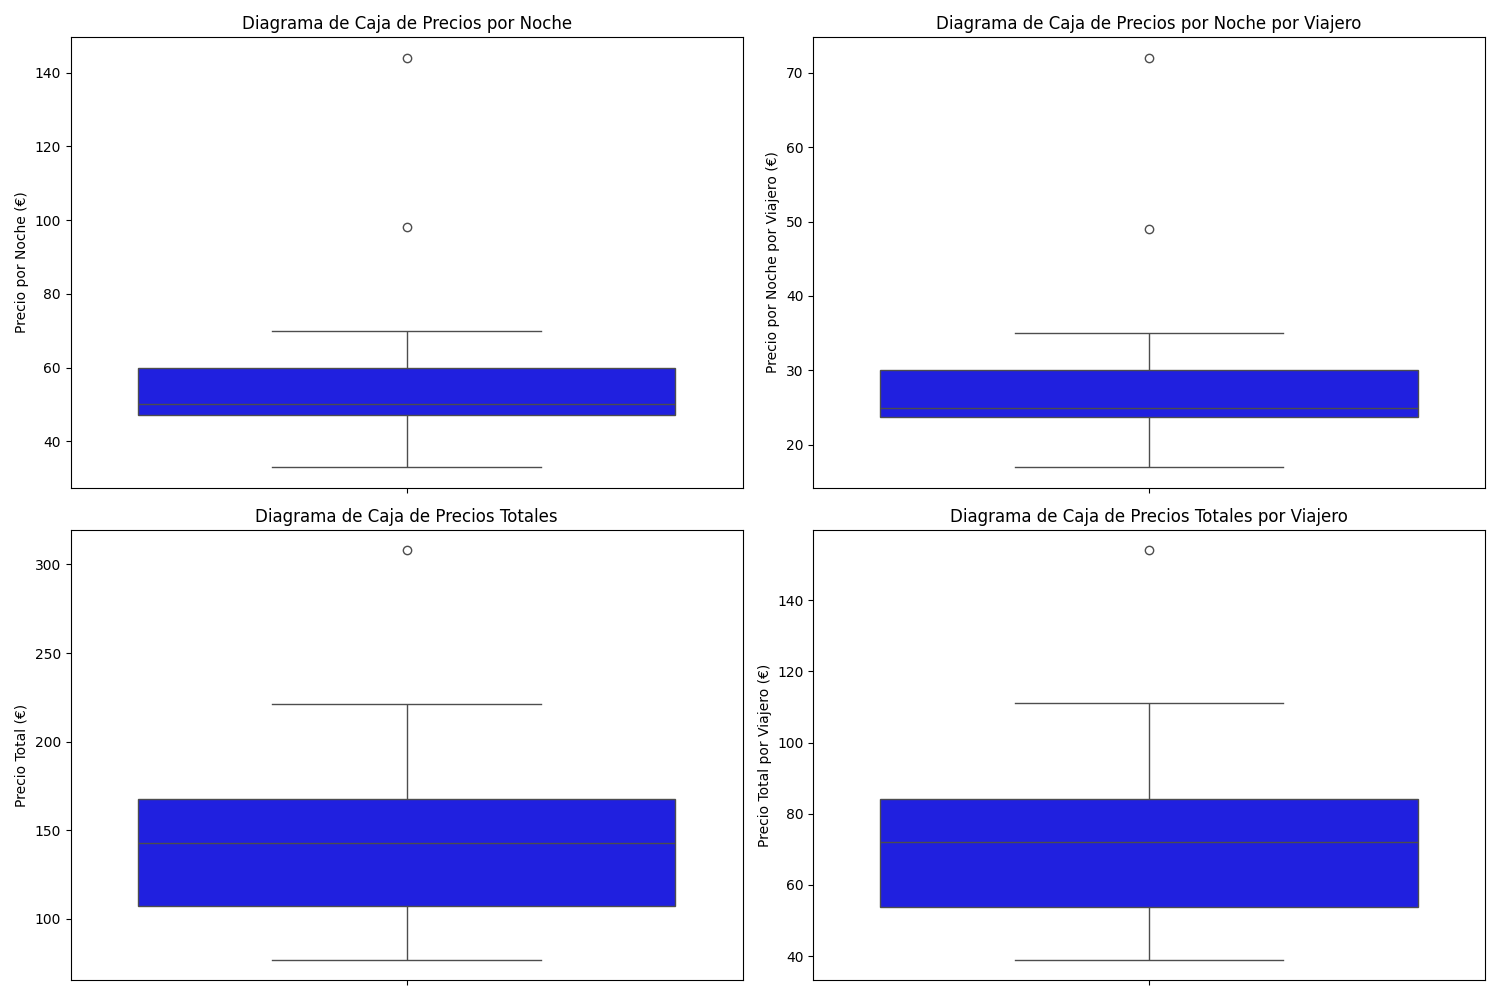 Diagrama de Caja de Precios por Noche
Precio por Noche (€)
140
120
100
80
60
40
Diagrama de Caja de Precios por Noche por Viajero
Precio por Noche por Viajero (€)
70
60
50
40
30
20
Diagrama de Caja de Precios Totales
Precio Total (€)
300
250
200
150
100
Diagrama de Caja de Precios Totales por Viajero
Precio Total por Viajero (€)
140
120
100
80
60
40